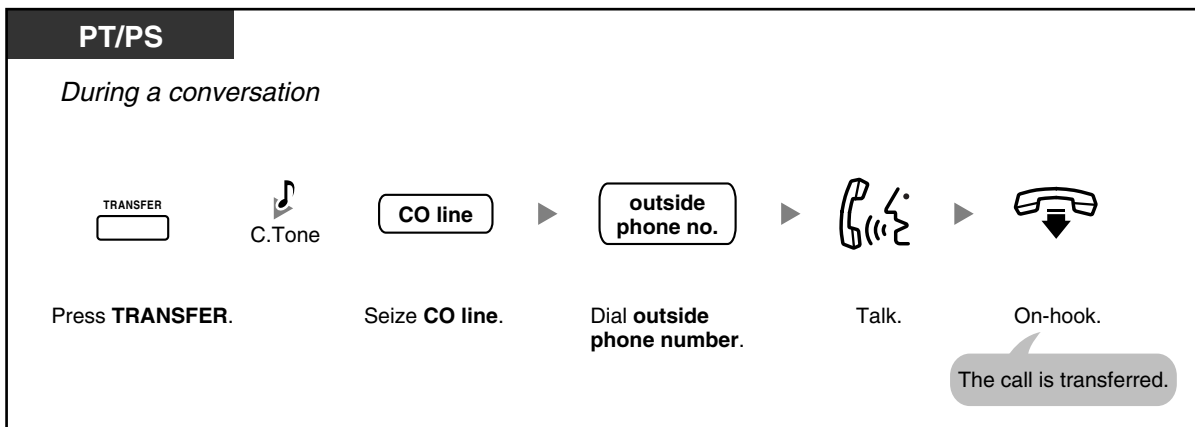 PT/PS
During a conversation
TRANSFER
C.Tone
CO line
outside
phone no.
Press TRANSFER.
Seize CO line.
Dial outside
phone number.
Talk.
On-hook.
The call is transferred.